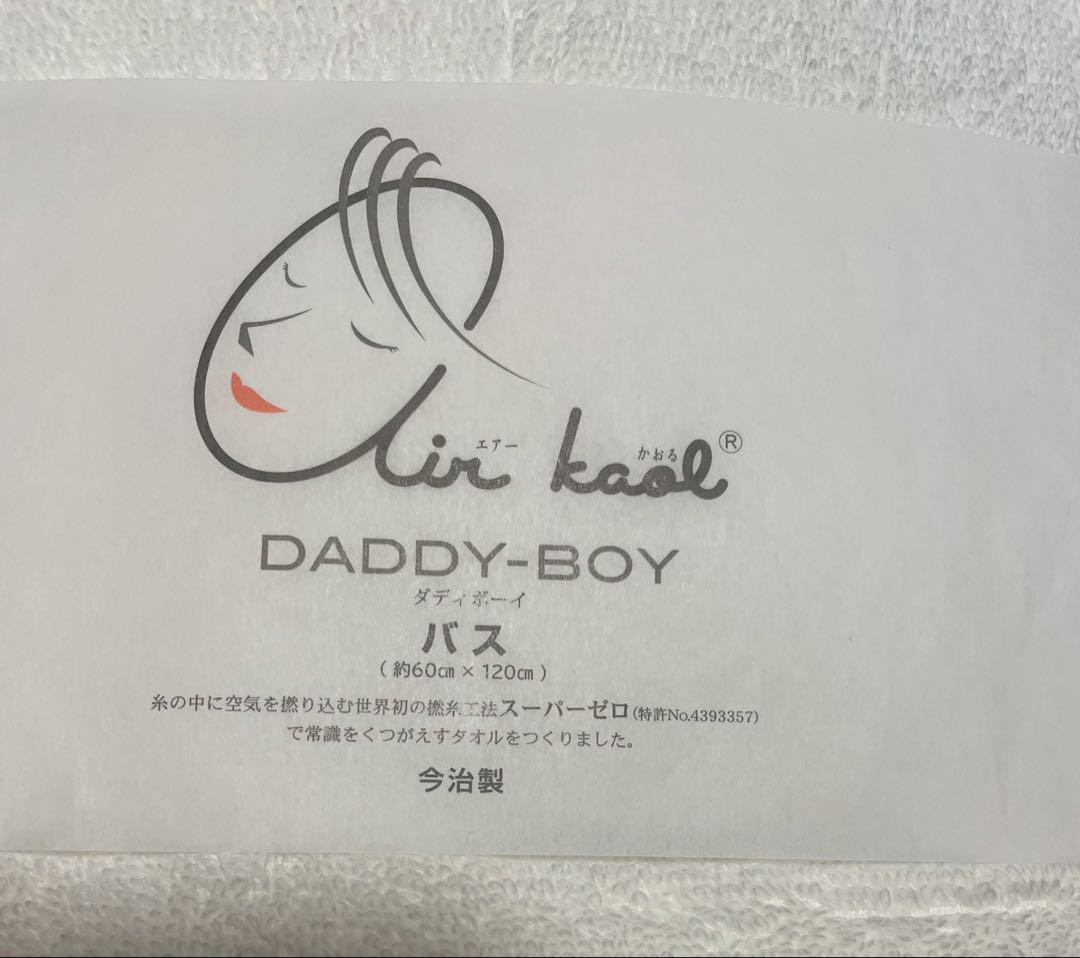 エアー かおる
air kaol®
DADDY-BOY
ダディボーイ
バス
（約60㎝×120㎝）
糸の中に空気を撚り込む世界初の撚糸工法スーパーゼロ(特許No.4393357)
で常識をくつがえすタオルをつくりました。
今治製